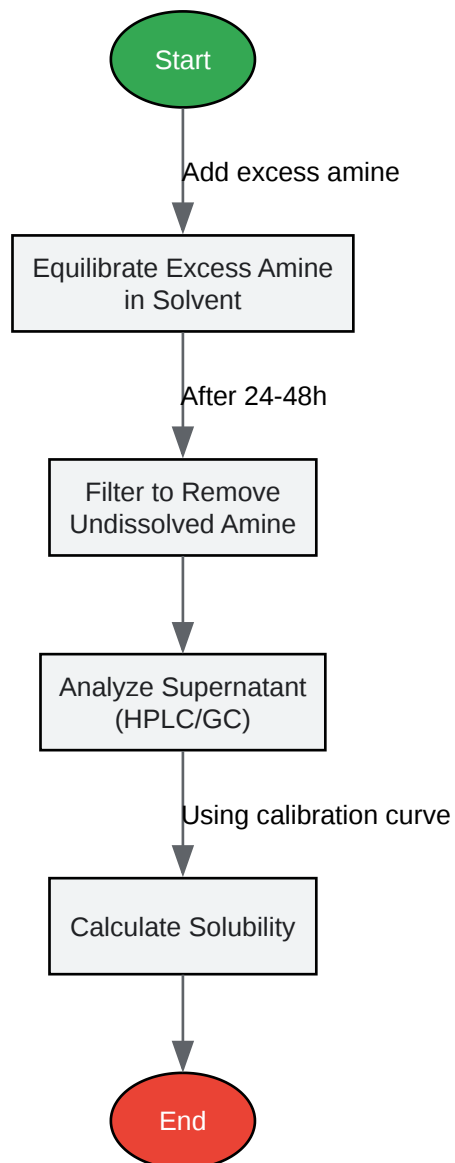 Start
Add excess amine
Equilibrate Excess Amine
in Solvent
After 24-48h
Filter to Remove
Undissolved Amine
Analyze Supernatant
(HPLC/GC)
Using calibration curve
Calculate Solubility
End